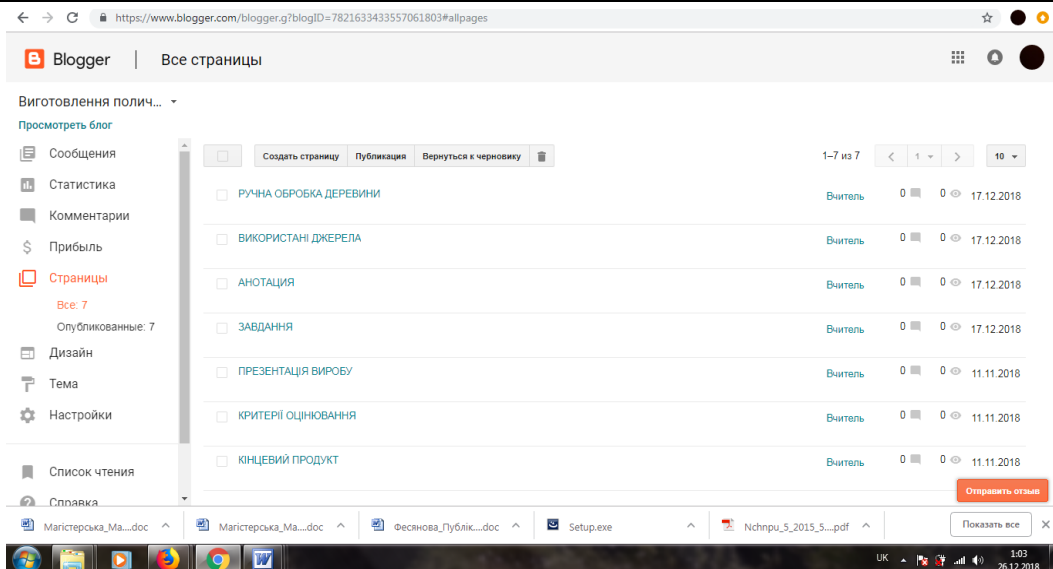 https://www.blogger.com/blogger.g?blogID=7821633433557061803#allpages
Blogger | Все страницы
Виготовлення полич...
Просмотреть блог
Сообщения
Статистика
Комментарии
Прибыль
Страницы
Все: 7
Опубликованные: 7
Дизайн
Тема
Настройки
Список чтения
Справка
Создать страницу Публикация Вернуться к черновику 1–7 из 7 1 10
РУЧНА ОБРОБКА ДЕРЕВИНИ Вчитель 0 0 17.12.2018
ВИКОРИСТАНІ ДЖЕРЕЛА Вчитель 0 0 17.12.2018
АНОТАЦИЯ Вчитель 0 0 17.12.2018
ЗАВДАННЯ Вчитель 0 0 17.12.2018
ПРЕЗЕНТАЦІЯ ВИРОБУ Вчитель 0 0 11.11.2018
КРИТЕРІЇ ОЦІНЮВАННЯ Вчитель 0 0 11.11.2018
КІНЦЕВИЙ ПРОДУКТ Вчитель 0 0 11.11.2018
Отправить отзыв
Магістерська_Ма....doc Магістерська_Ма....doc Фесянова_Публік....doc Setup.exe Nchnpu_5_2015_5....pdf Показать все
UK 1:03
26.12.2018